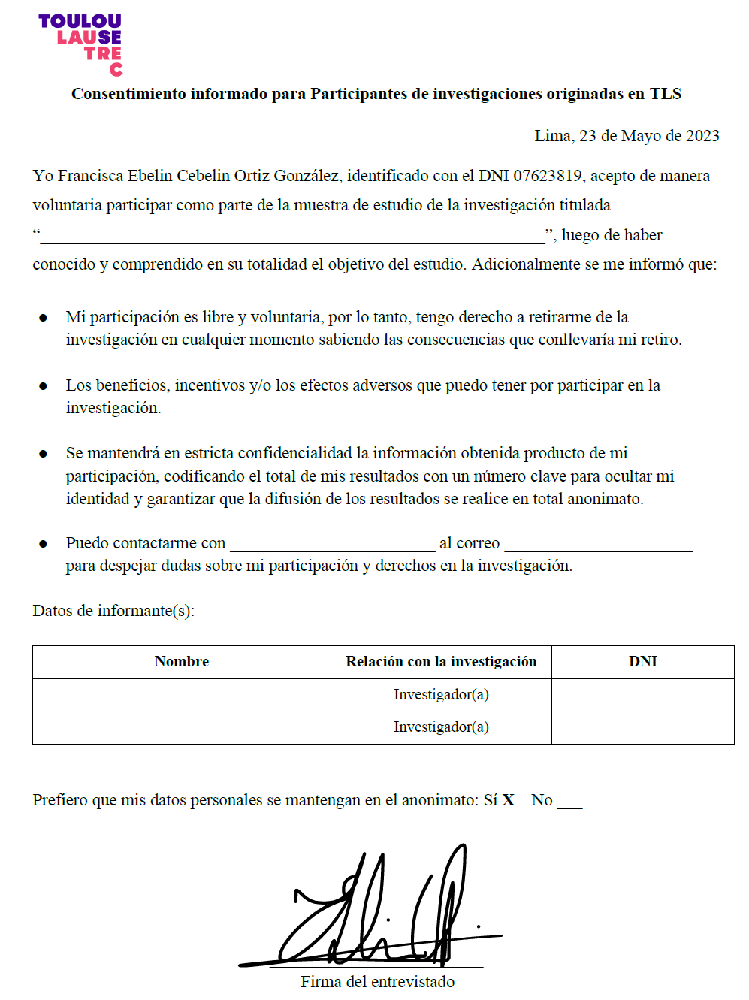 TOULOU
LAUSE
TREC
Consentimiento informado para Participantes de investigaciones originadas en TLS
Lima, 23 de Mayo de 2023
Yo Francisca Ebelin Cebelin Ortiz González, identificado con el DNI 07623819, acepto de manera
voluntaria participar como parte de la muestra de estudio de la investigación titulada
“____________________________________________________________”, luego de haber
conocido y comprendido en su totalidad el objetivo del estudio. Adicionalmente se me informó que:
● Mi participación es libre y voluntaria, por lo tanto, tengo derecho a retirarme de la
investigación en cualquier momento sabiendo las consecuencias que conllevaría mi retiro.
● Los beneficios, incentivos y/o los efectos adversos que puedo tener por participar en la
investigación.
● Se mantendrá en estricta confidencialidad la información obtenida producto de mi
participación, codificando el total de mis resultados con un número clave para ocultar mi
identidad y garantizar que la difusión de los resultados se realice en total anonimato.
● Puedo contactarme con ________________________ al correo ______________________
para despejar dudas sobre mi participación y derechos en la investigación.
Datos de informante(s):
Nombre Relación con la investigación DNI
Investigador(a)
Investigador(a)
Prefiero que mis datos personales se mantengan en el anonimato: Sí X No ___
Firma del entrevistado